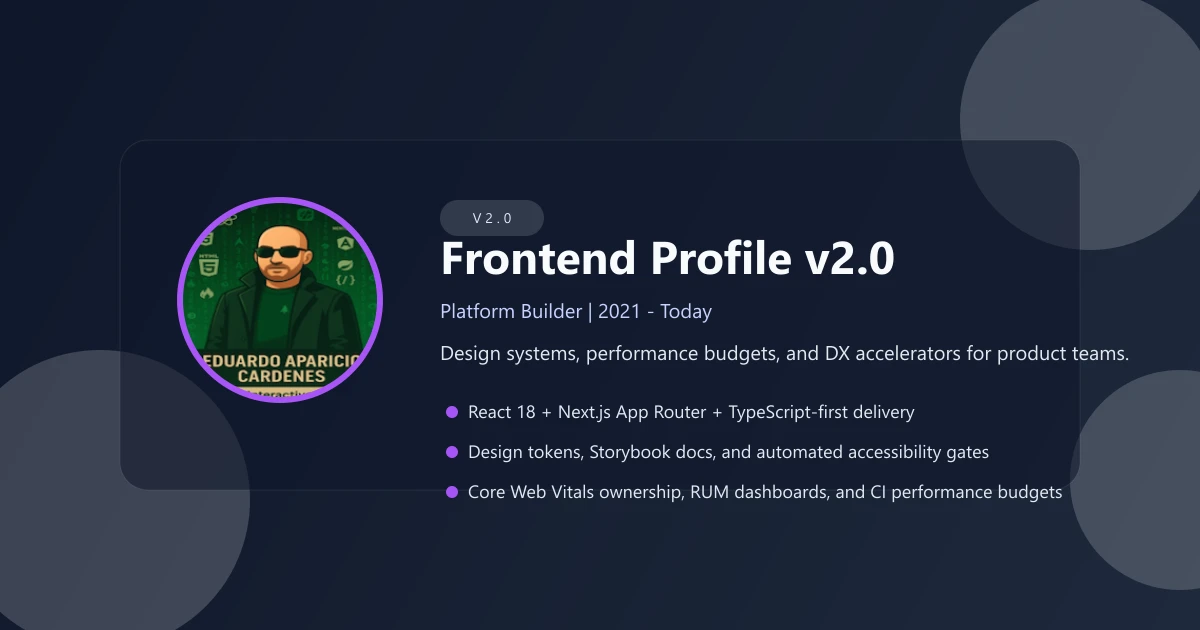 V2.0
Frontend Profile v2.0
Platform Builder | 2021 - Today
Design systems, performance budgets, and DX accelerators for product teams.
React 18 + Next.js App Router + TypeScript-first delivery
Design tokens, Storybook docs, and automated accessibility gates
Core Web Vitals ownership, RUM dashboards, and CI performance budgets
HTML
{/}
EDUARDO APARICIO
CARDENES